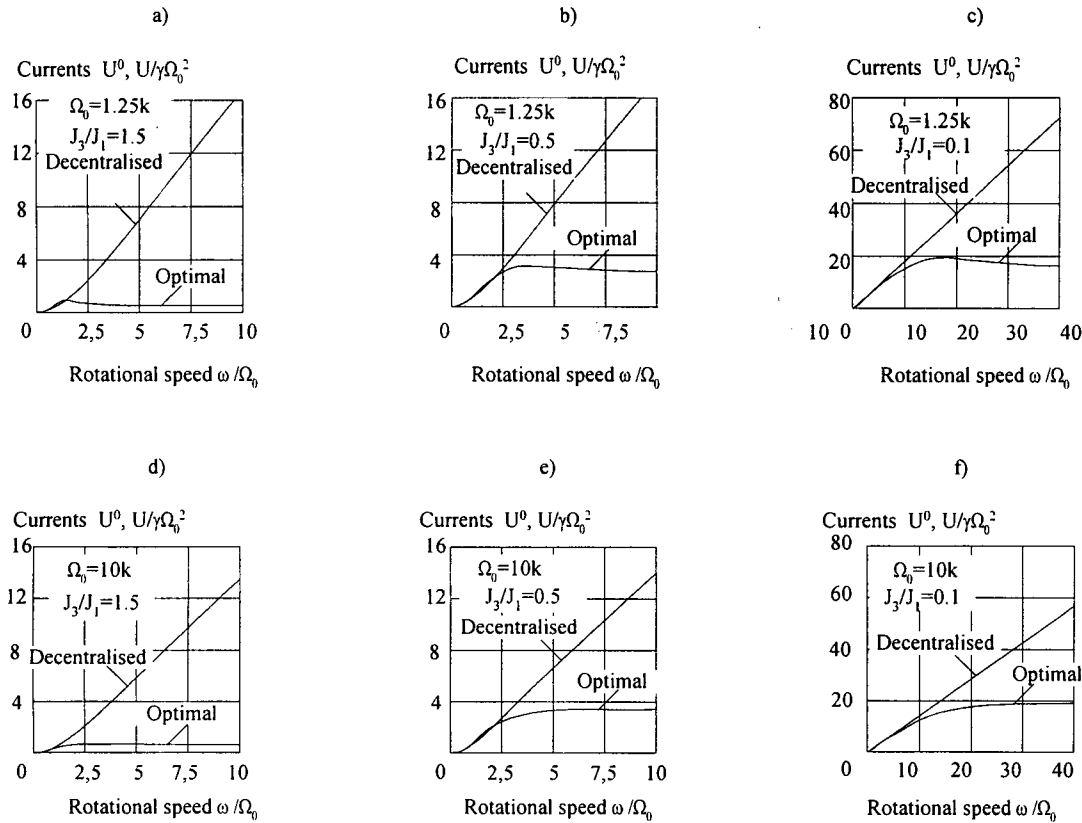 a)
Currents U⁰, U/γΩ₀²
16
12
8
4
0
Ω₀=1.25k
J₃/J₁=1.5
Decentralised
Optimal
2,5
5
7,5
10
Rotational speed ω/Ω₀
b)
Currents U⁰, U/γΩ₀²
16
12
8
4
0
Ω₀=1.25k
J₃/J₁=0.5
Decentralised
Optimal
2,5
5
7,5
10
Rotational speed ω/Ω₀
c)
Currents U⁰, U/γΩ₀²
80
60
40
20
0
Ω₀=1.25k
J₃/J₁=0.1
Decentralised
Optimal
10
20
30
40
Rotational speed ω/Ω₀
d)
Currents U⁰, U/γΩ₀²
16
12
8
4
0
Ω₀=10k
J₃/J₁=1.5
Decentralised
Optimal
2,5
5
7,5
10
Rotational speed ω/Ω₀
e)
Currents U⁰, U/γΩ₀²
16
12
8
4
0
Ω₀=10k
J₃/J₁=0.5
Decentralised
Optimal
2,5
5
7,5
10
Rotational speed ω/Ω₀
f)
Currents U⁰, U/γΩ₀²
80
60
40
20
0
Ω₀=10k
J₃/J₁=0.1
Decentralised
Optimal
10
20
30
40
Rotational speed ω/Ω₀